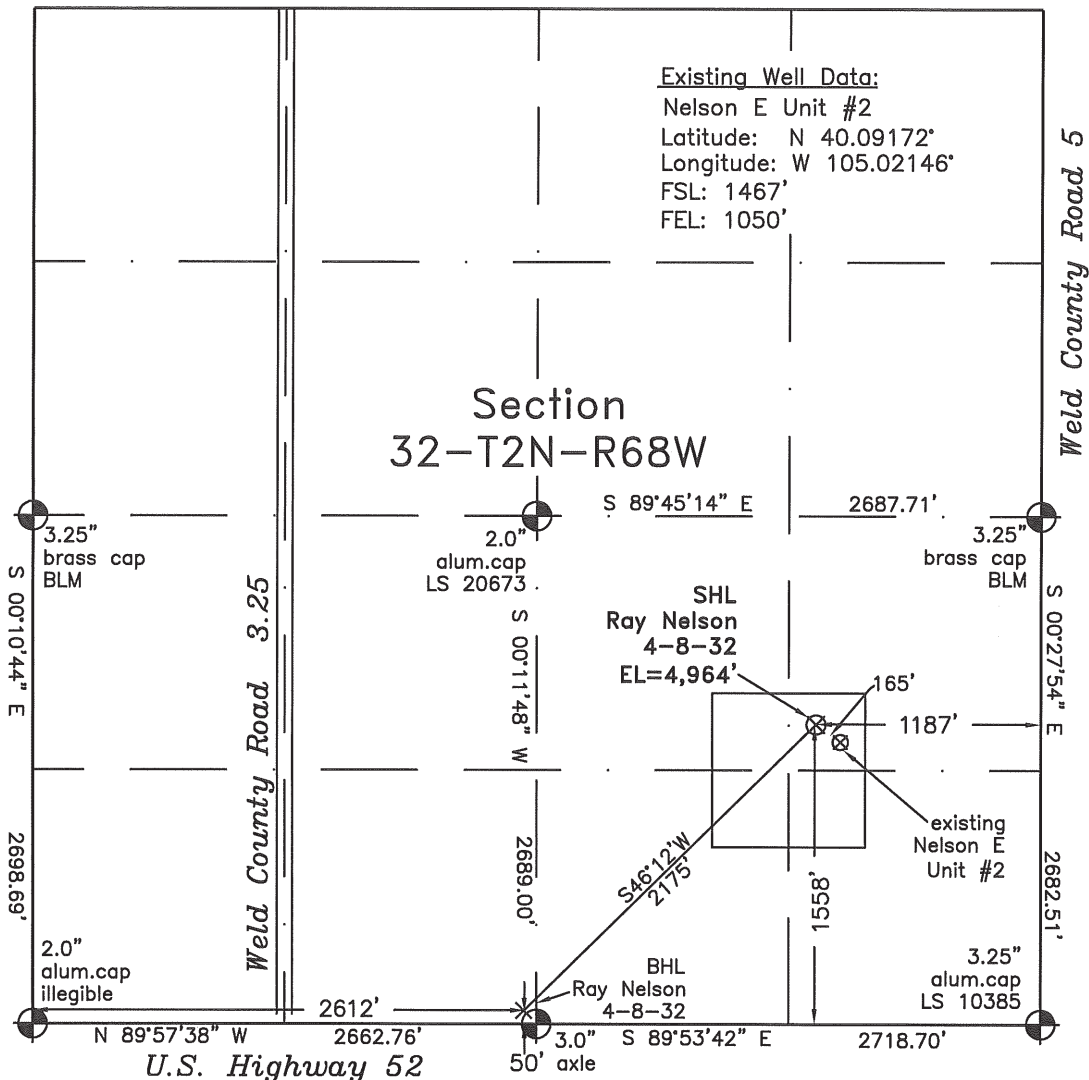 Existing Well Data:
Nelson E Unit #2
Latitude: N 40.09172°
Longitude: W 105.02146°
FSL: 1467'
FEL: 1050'
Weld County Road 5
Section
32-T2N-R68W
S 89°45'14" E 2687.71'
3.25"
brass cap
BLM
2.0"
alum.cap
LS 20673
3.25"
brass cap
BLM
S 00°10'44" E
2698.69'
Weld County Road 3.25
S 00°11'48" W
2689.00'
S 00°27'54" E
2682.51'
SHL
Ray Nelson
4-8-32
EL=4,964'
165'
1187'
existing
Nelson E
Unit #2
S46°12'W
2175'
1558'
2.0"
alum.cap
illegible
2612'
BHL
Ray Nelson
4-8-32
3.25"
alum.cap
LS 10385
N 89°57'38" W 2662.76'
3.0"
axle
S 89°53'42" E 2718.70'
50'
U.S. Highway 52